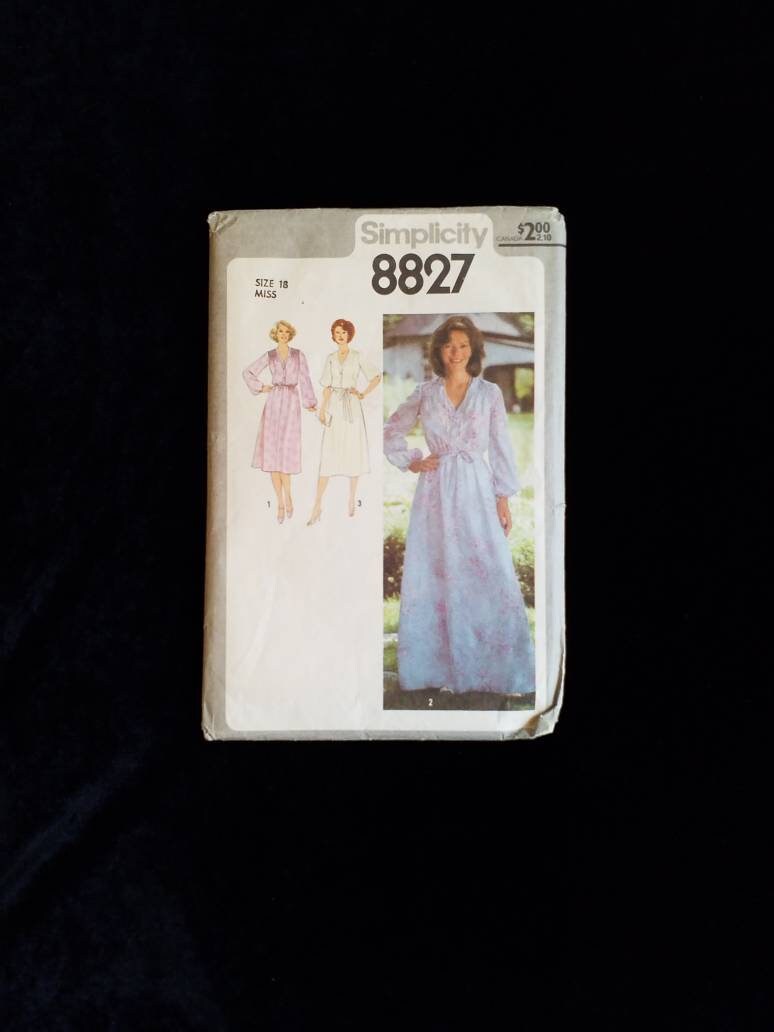 Simplicity
$2.00
CANADA 2.10
8827
SIZE 18
MISS
1
3
2